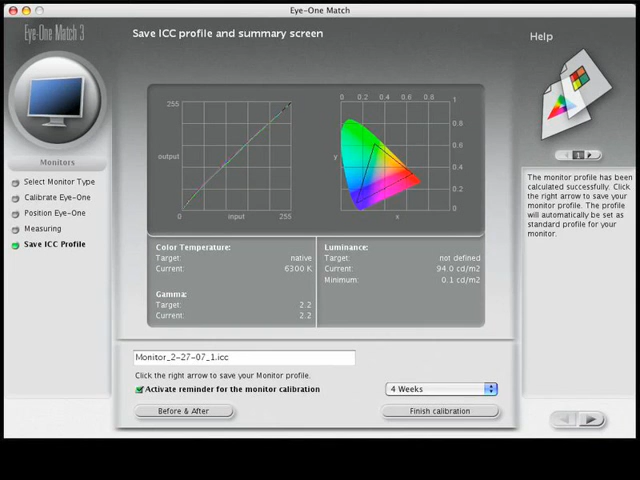 Eye-One Match
Eye-One Match 3
Save ICC profile and summary screen
Help
Monitors
Select Monitor Type
Calibrate Eye-One
Position Eye-One
Measuring
Save ICC Profile
255
output
0
input
255
0 0.2 0.4 0.6 0.8
1
0.8
0.6
0.4
0.2
0
y
x
Color Temperature:
Target: native
Current: 6300 K
Gamma:
Target: 2.2
Current: 2.2
Luminance:
Target: not defined
Current: 94.0 cd/m2
Minimum: 0.1 cd/m2
Monitor_2-27-07_1.icc
Click the right arrow to save your Monitor profile.
Activate reminder for the monitor calibration
4 Weeks
Before & After
Finish calibration
1
The monitor profile has been
calculated successfully. Click
the right arrow to save your
monitor profile. The profile
will automatically be set as
standard profile for your
monitor.